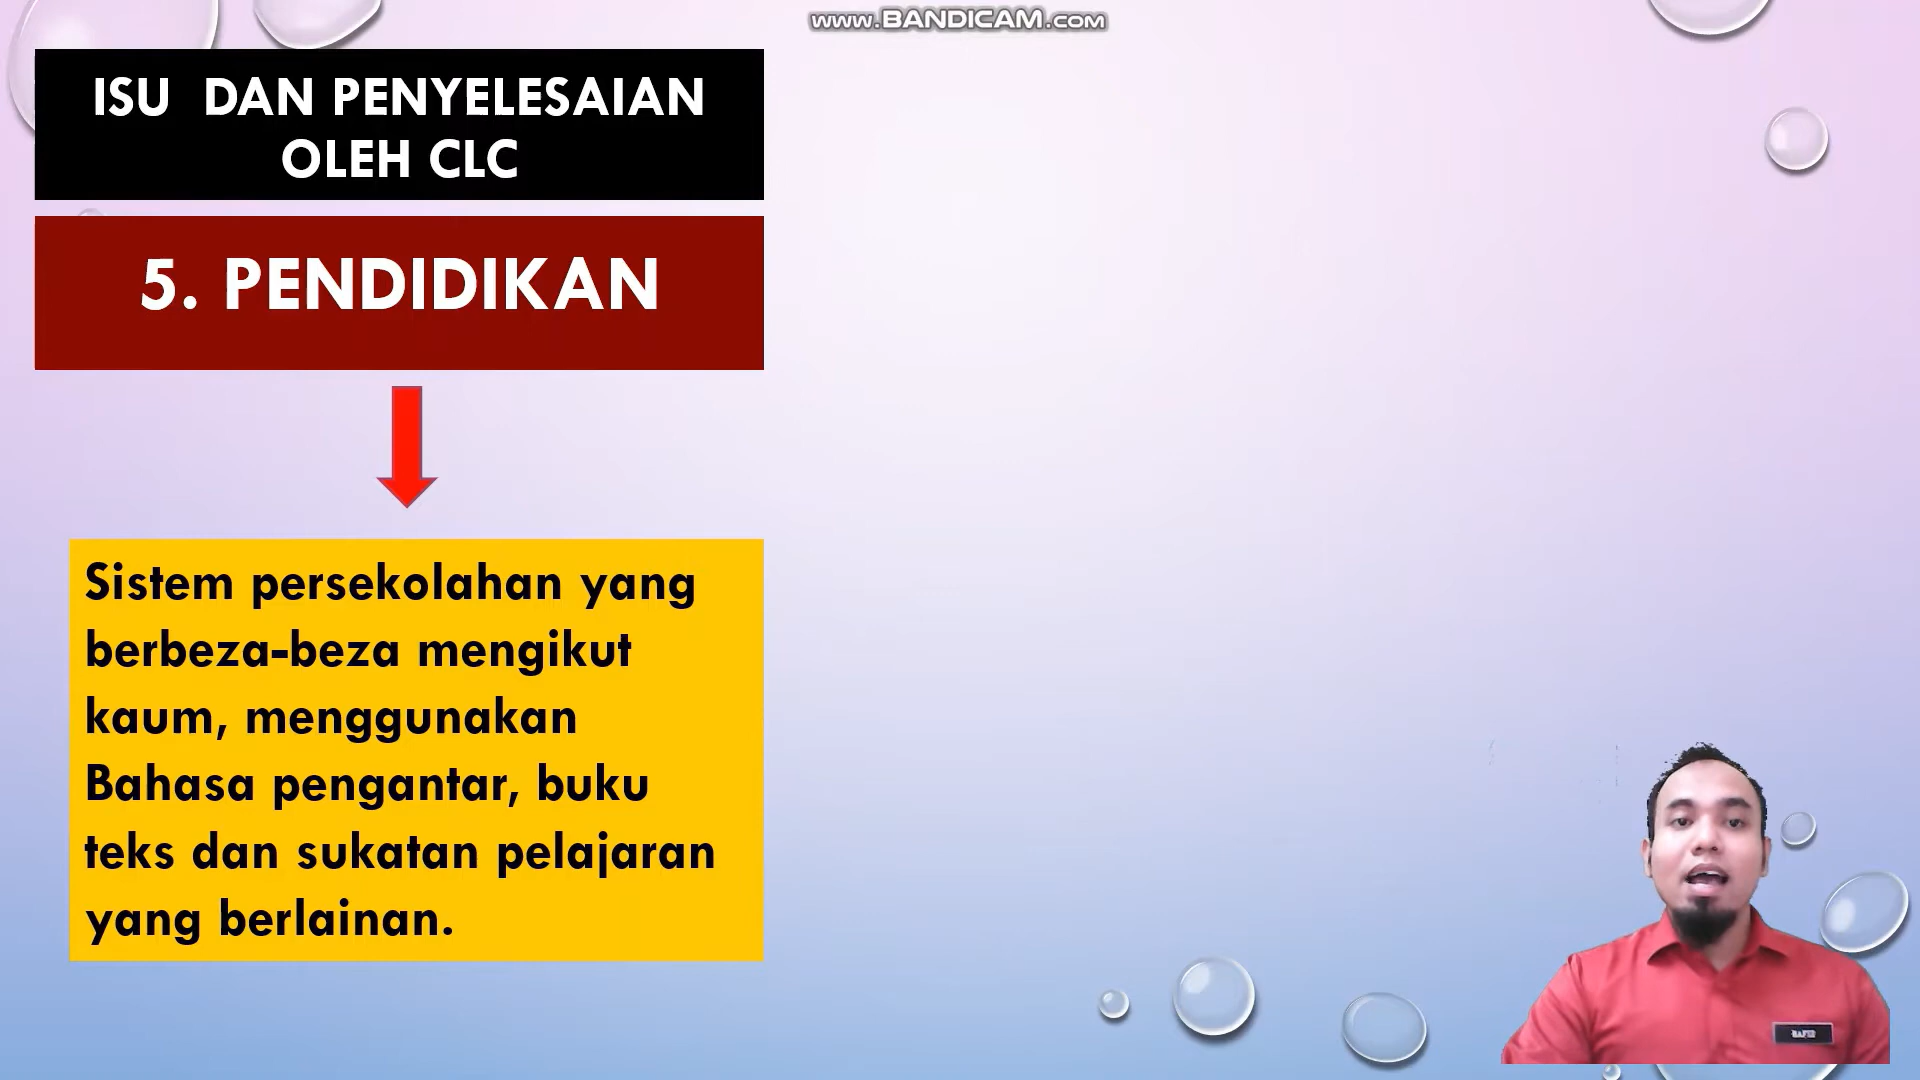 www.BANDICAM.com
ISU DAN PENYELESAIAN
OLEH CLC
5. PENDIDIKAN
Sistem persekolahan yang
berbeza-beza mengikut
kaum, menggunakan
Bahasa pengantar, buku
teks dan sukatan pelajaran
yang berlainan.